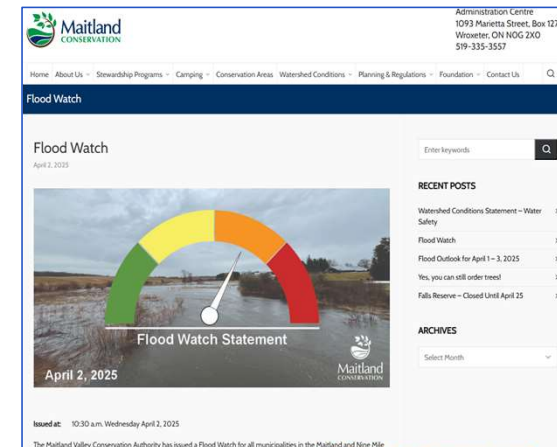 Maitland
CONSERVATION
Administration Centre
1093 Marietta Street, Box 127
Wroxeter, ON N0G 2X0
519-335-3557
Home About Us Stewardship Programs Camping Conservation Areas Watershed Conditions Planning & Regulations Foundation Contact Us
Flood Watch
Flood Watch
April 2, 2025
Flood Watch Statement
April 2, 2025
Maitland
CONSERVATION
Issued at: 10:30 a.m. Wednesday April 2, 2025
The Maitland Valley Conservation Authority has issued a Flood Watch for all municipalities in the Maitland and Nine Mile
Enter keywords
RECENT POSTS
Watershed Conditions Statement – Water
Safety
Flood Watch
Flood Outlook for April 1 – 3, 2025
Yes, you can still order trees!
Falls Reserve – Closed Until April 25
ARCHIVES
Select Month